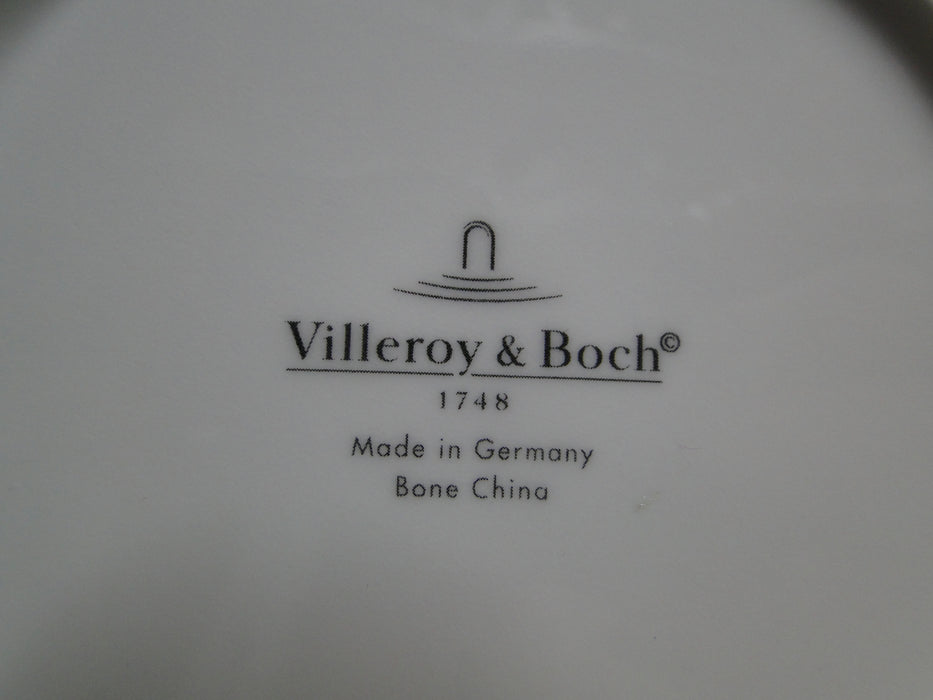 Villeroy & Boch©
1748
Made in Germany
Bone China